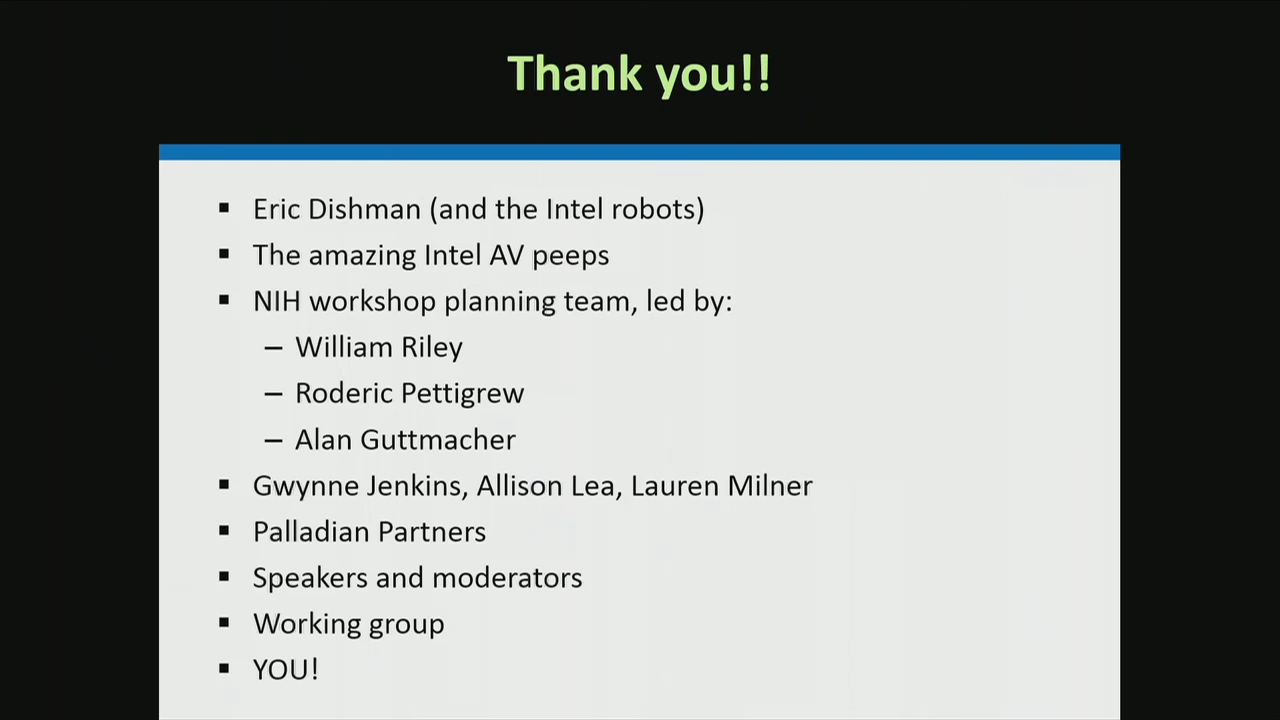 Thank you!!
▪ Eric Dishman (and the Intel robots)
▪ The amazing Intel AV peeps
▪ NIH workshop planning team, led by:
– William Riley
– Roderic Pettigrew
– Alan Guttmacher
▪ Gwynne Jenkins, Allison Lea, Lauren Milner
▪ Palladian Partners
▪ Speakers and moderators
▪ Working group
▪ YOU!